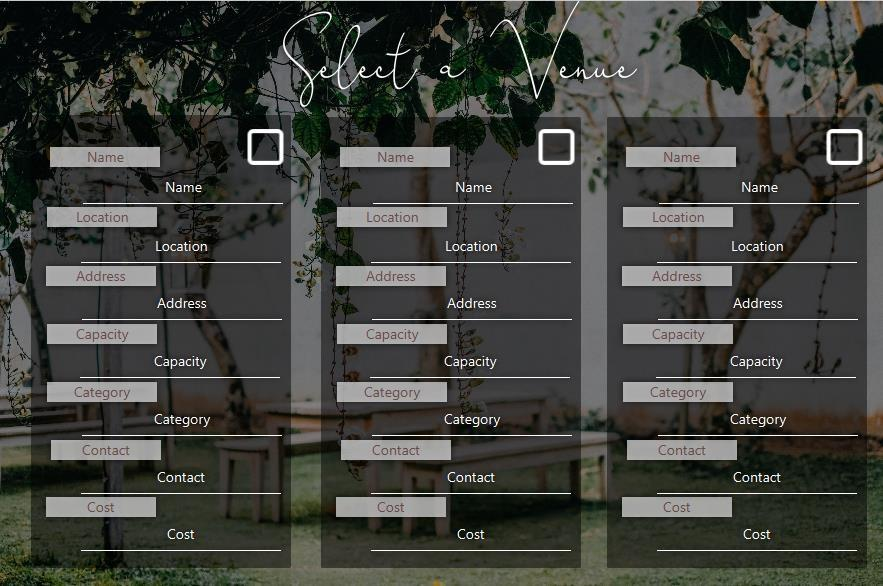 Select a Venue
Name
Name
Location
Location
Address
Address
Capacity
Capacity
Category
Category
Contact
Contact
Cost
Cost
Name
Name
Location
Location
Address
Address
Capacity
Capacity
Category
Category
Contact
Contact
Cost
Cost
Name
Name
Location
Location
Address
Address
Capacity
Capacity
Category
Category
Contact
Contact
Cost
Cost